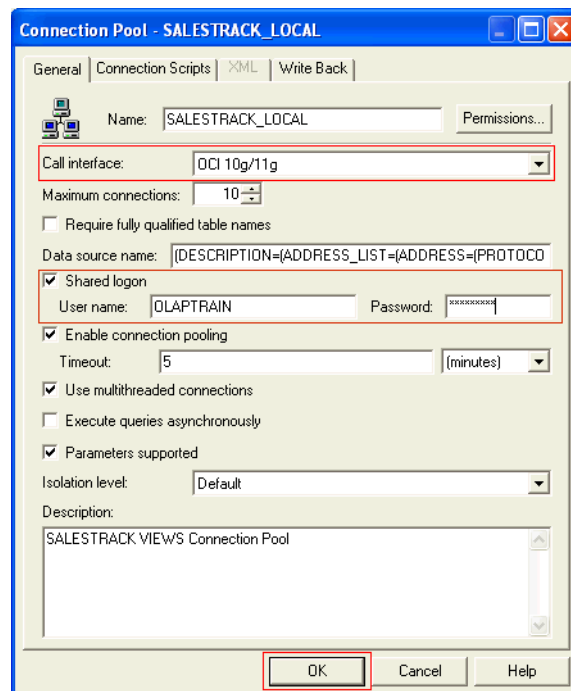 Connection Pool - SALESTRACK_LOCAL
General Connection Scripts XML Write Back
Name: SALESTRACK_LOCAL Permissions...
Call interface: OCI 10g/11g
Maximum connections: 10
Require fully qualified table names
Data source name: (DESCRIPTION=(ADDRESS_LIST=(ADDRESS=(PROTOCO
Shared logon
User name: OLAPTRAIN Password: xxxxxxxxx
Enable connection pooling
Timeout: 5 (minutes)
Use multithreaded connections
Execute queries asynchronously
Parameters supported
Isolation level: Default
Description:
SALESTRACK VIEWS Connection Pool
OK Cancel Help